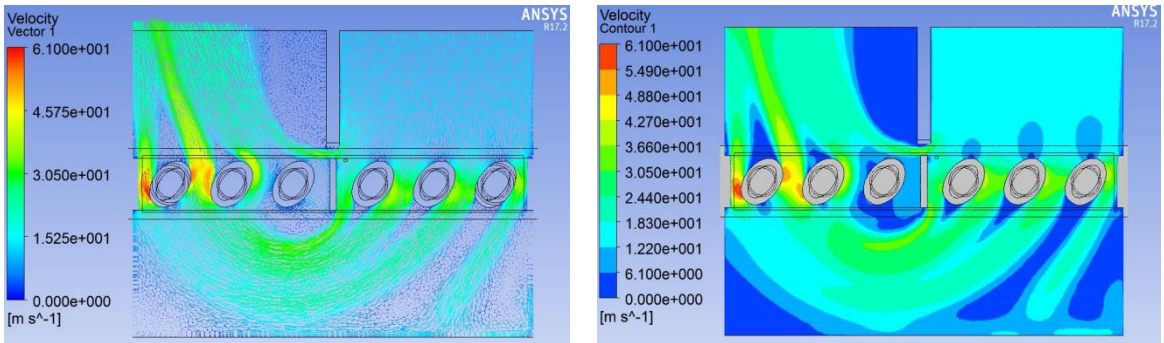 Velocity
Vector 1
ANSYS
R17.2
6.100e+001
4.575e+001
3.050e+001
1.525e+001
0.000e+000
[m s^-1]
Velocity
Contour 1
ANSYS
R17.2
6.100e+001
5.490e+001
4.880e+001
4.270e+001
3.660e+001
3.050e+001
2.440e+001
1.830e+001
1.220e+001
6.100e+000
0.000e+000
[m s^-1]